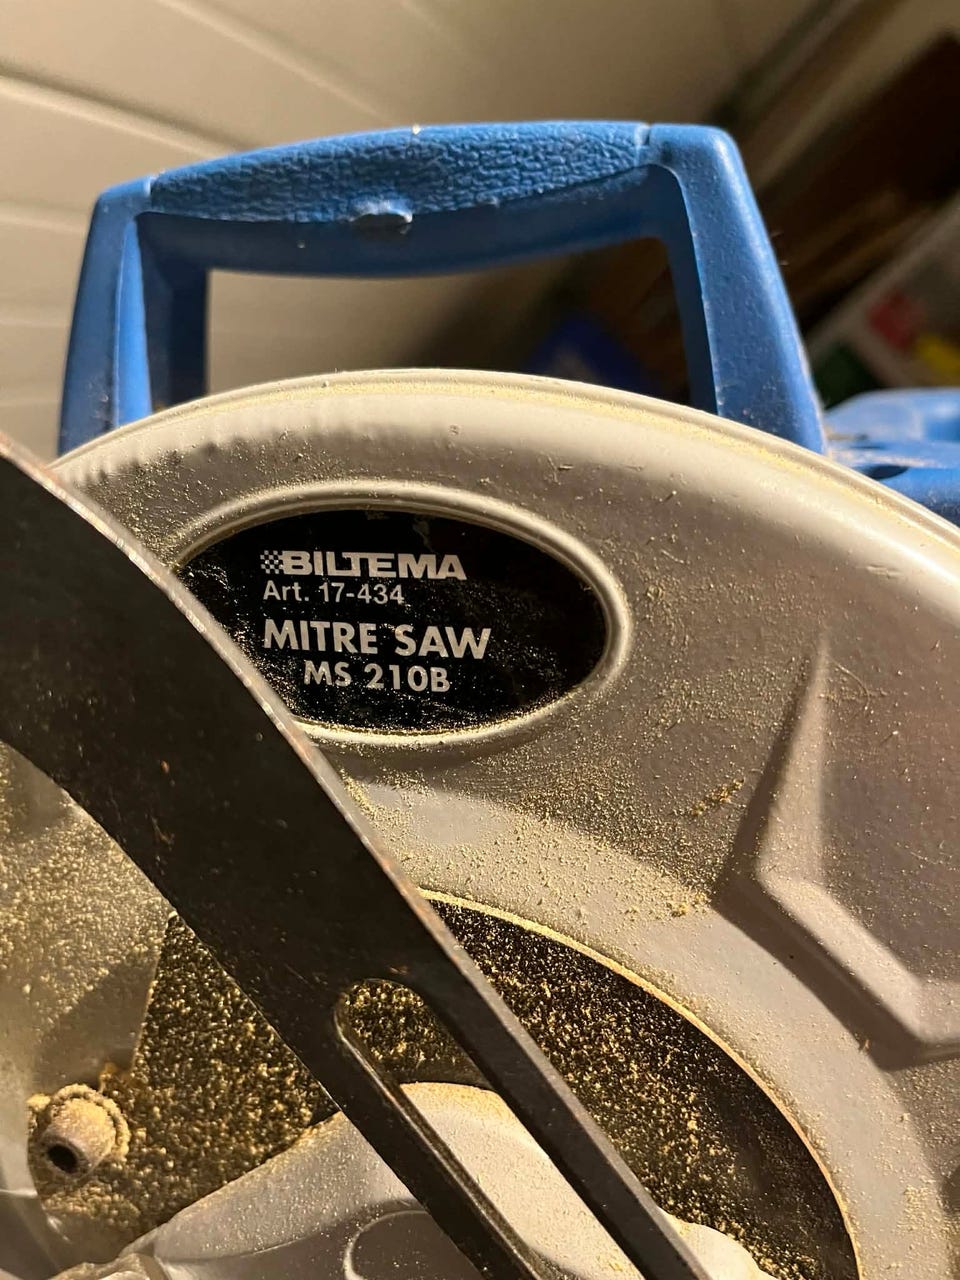 BILTEMA
Art. 17-434
MITRE SAW
MS 210B